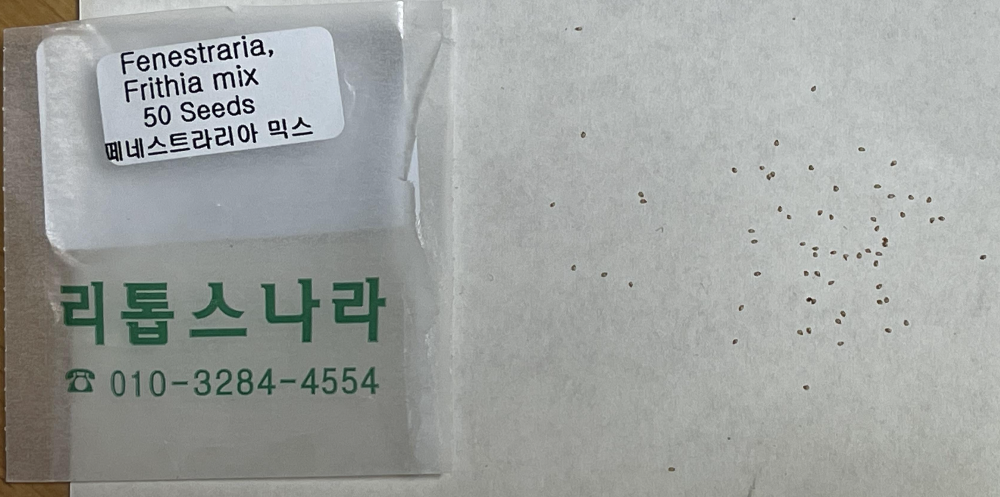 Fenestraria,
Frithia mix
50 Seeds
페네스트라리아 믹스
리톱스나라
☎ 010-3284-4554